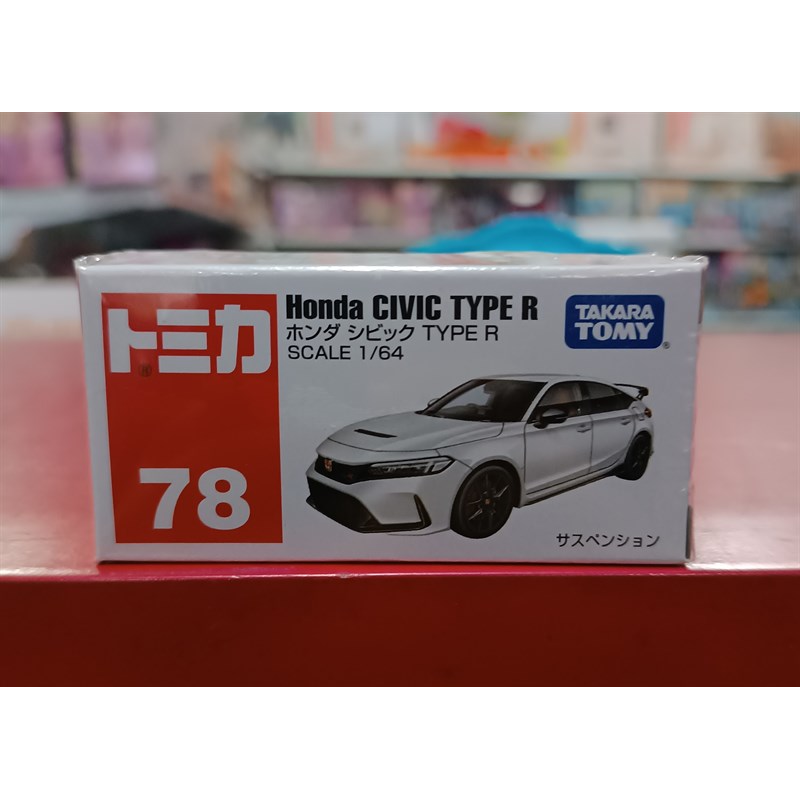 トミカ
®
78
Honda CIVIC TYPE R
ホンダ シビック TYPE R
SCALE 1/64
TAKARA
TOMY
®
サスペンション